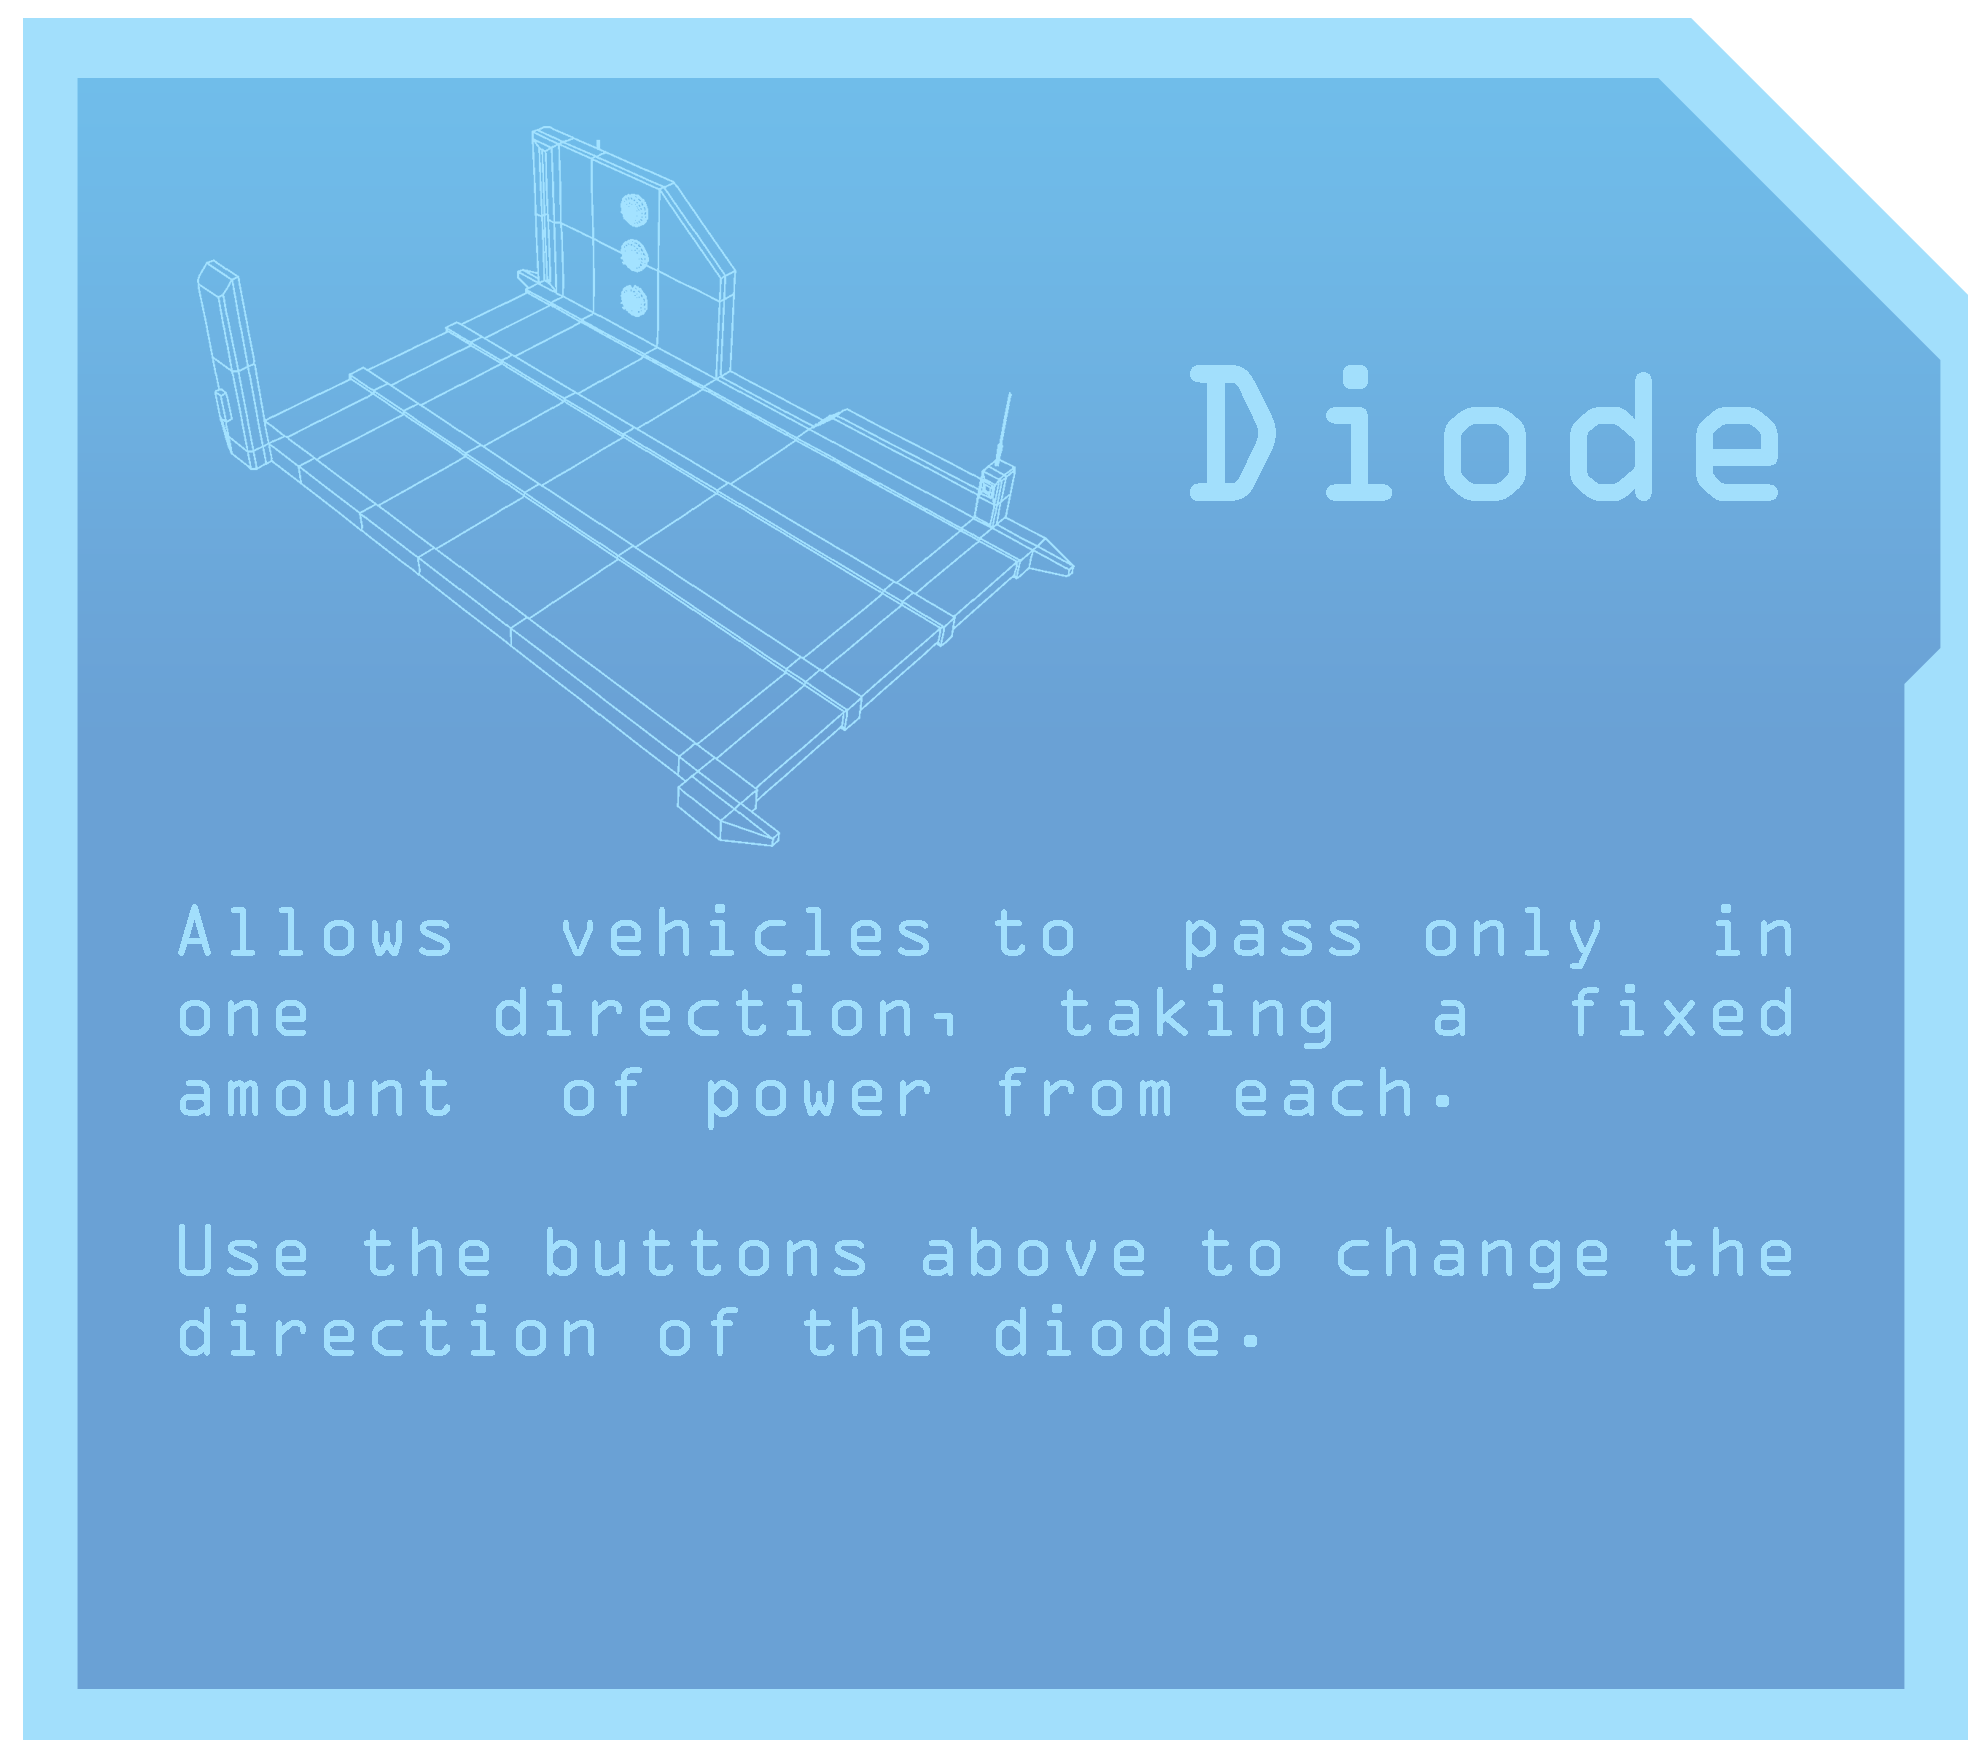 Diode
Allows vehicles to pass only in
one direction, taking a fixed
amount of power from each.
Use the buttons above to change the
direction of the diode.